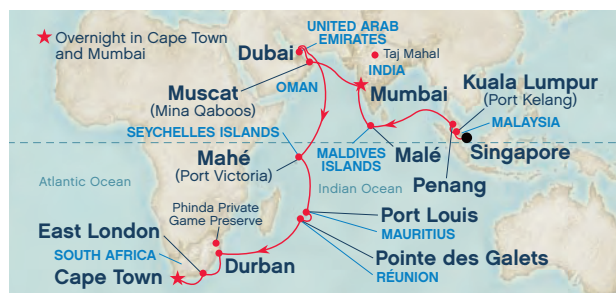 Overnight in Cape Town
and Mumbai
UNITED ARAB
EMIRATES
Dubai
Taj Mahal
INDIA
OMAN
Muscat
(Mina Qaboos)
Mumbai
Kuala Lumpur
(Port Kelang)
MALAYSIA
Singapore
SEYCHELLES ISLANDS
Mahé
(Port Victoria)
MALDIVES
ISLANDS
Malé
Penang
Atlantic Ocean
Indian Ocean
Phinda Private
Game Preserve
Port Louis
MAURITIUS
East London
SOUTH AFRICA
Cape Town
Durban
Pointe des Galets
RÉUNION